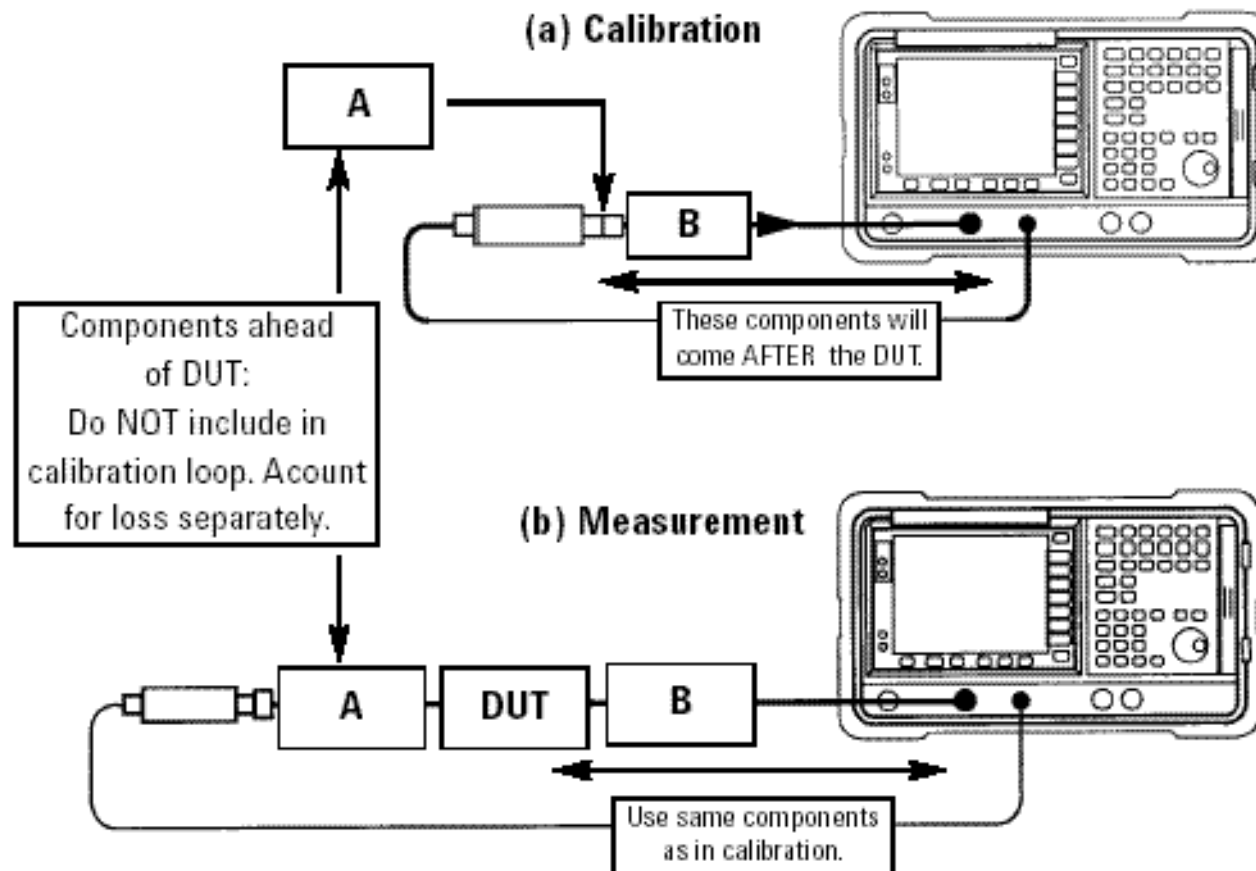 (a) Calibration
A
B
These components will
come AFTER the DUT.
Components ahead
of DUT:
Do NOT include in
calibration loop. Acount
for loss separately.
(b) Measurement
A
DUT
B
Use same components
as in calibration.